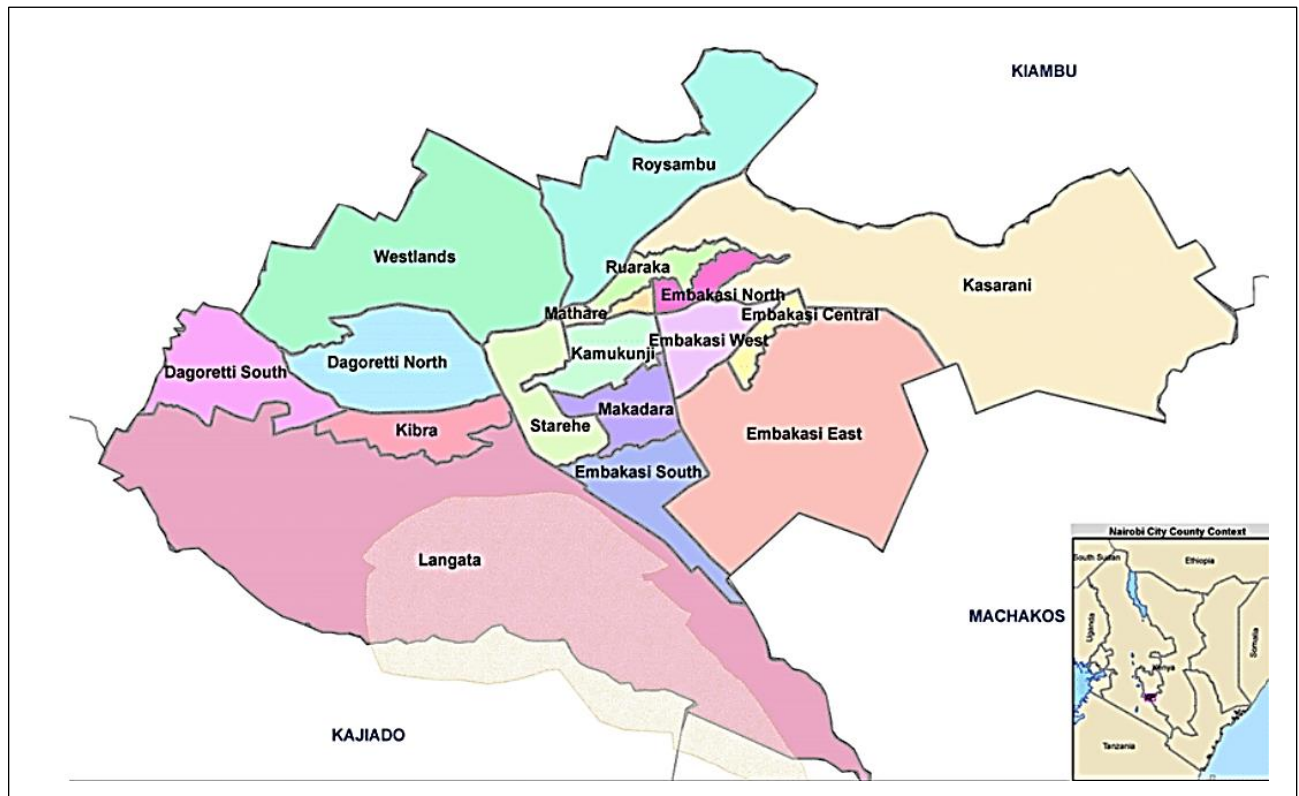 KIAMBU
Roysambu
Westlands
Ruaraka
Kasarani
Embakasi North
Mathare
Embakasi Central
Embakasi West
Kamukunji
Dagoretti North
Dagoretti South
Makadara
Starehe
Kibra
Embakasi East
Embakasi South
Langata
MACHAKOS
KAJIADO
Nairobi City County Context
South Sudan
Ethiopia
Uganda
Somalia
Kenya
Tanzania